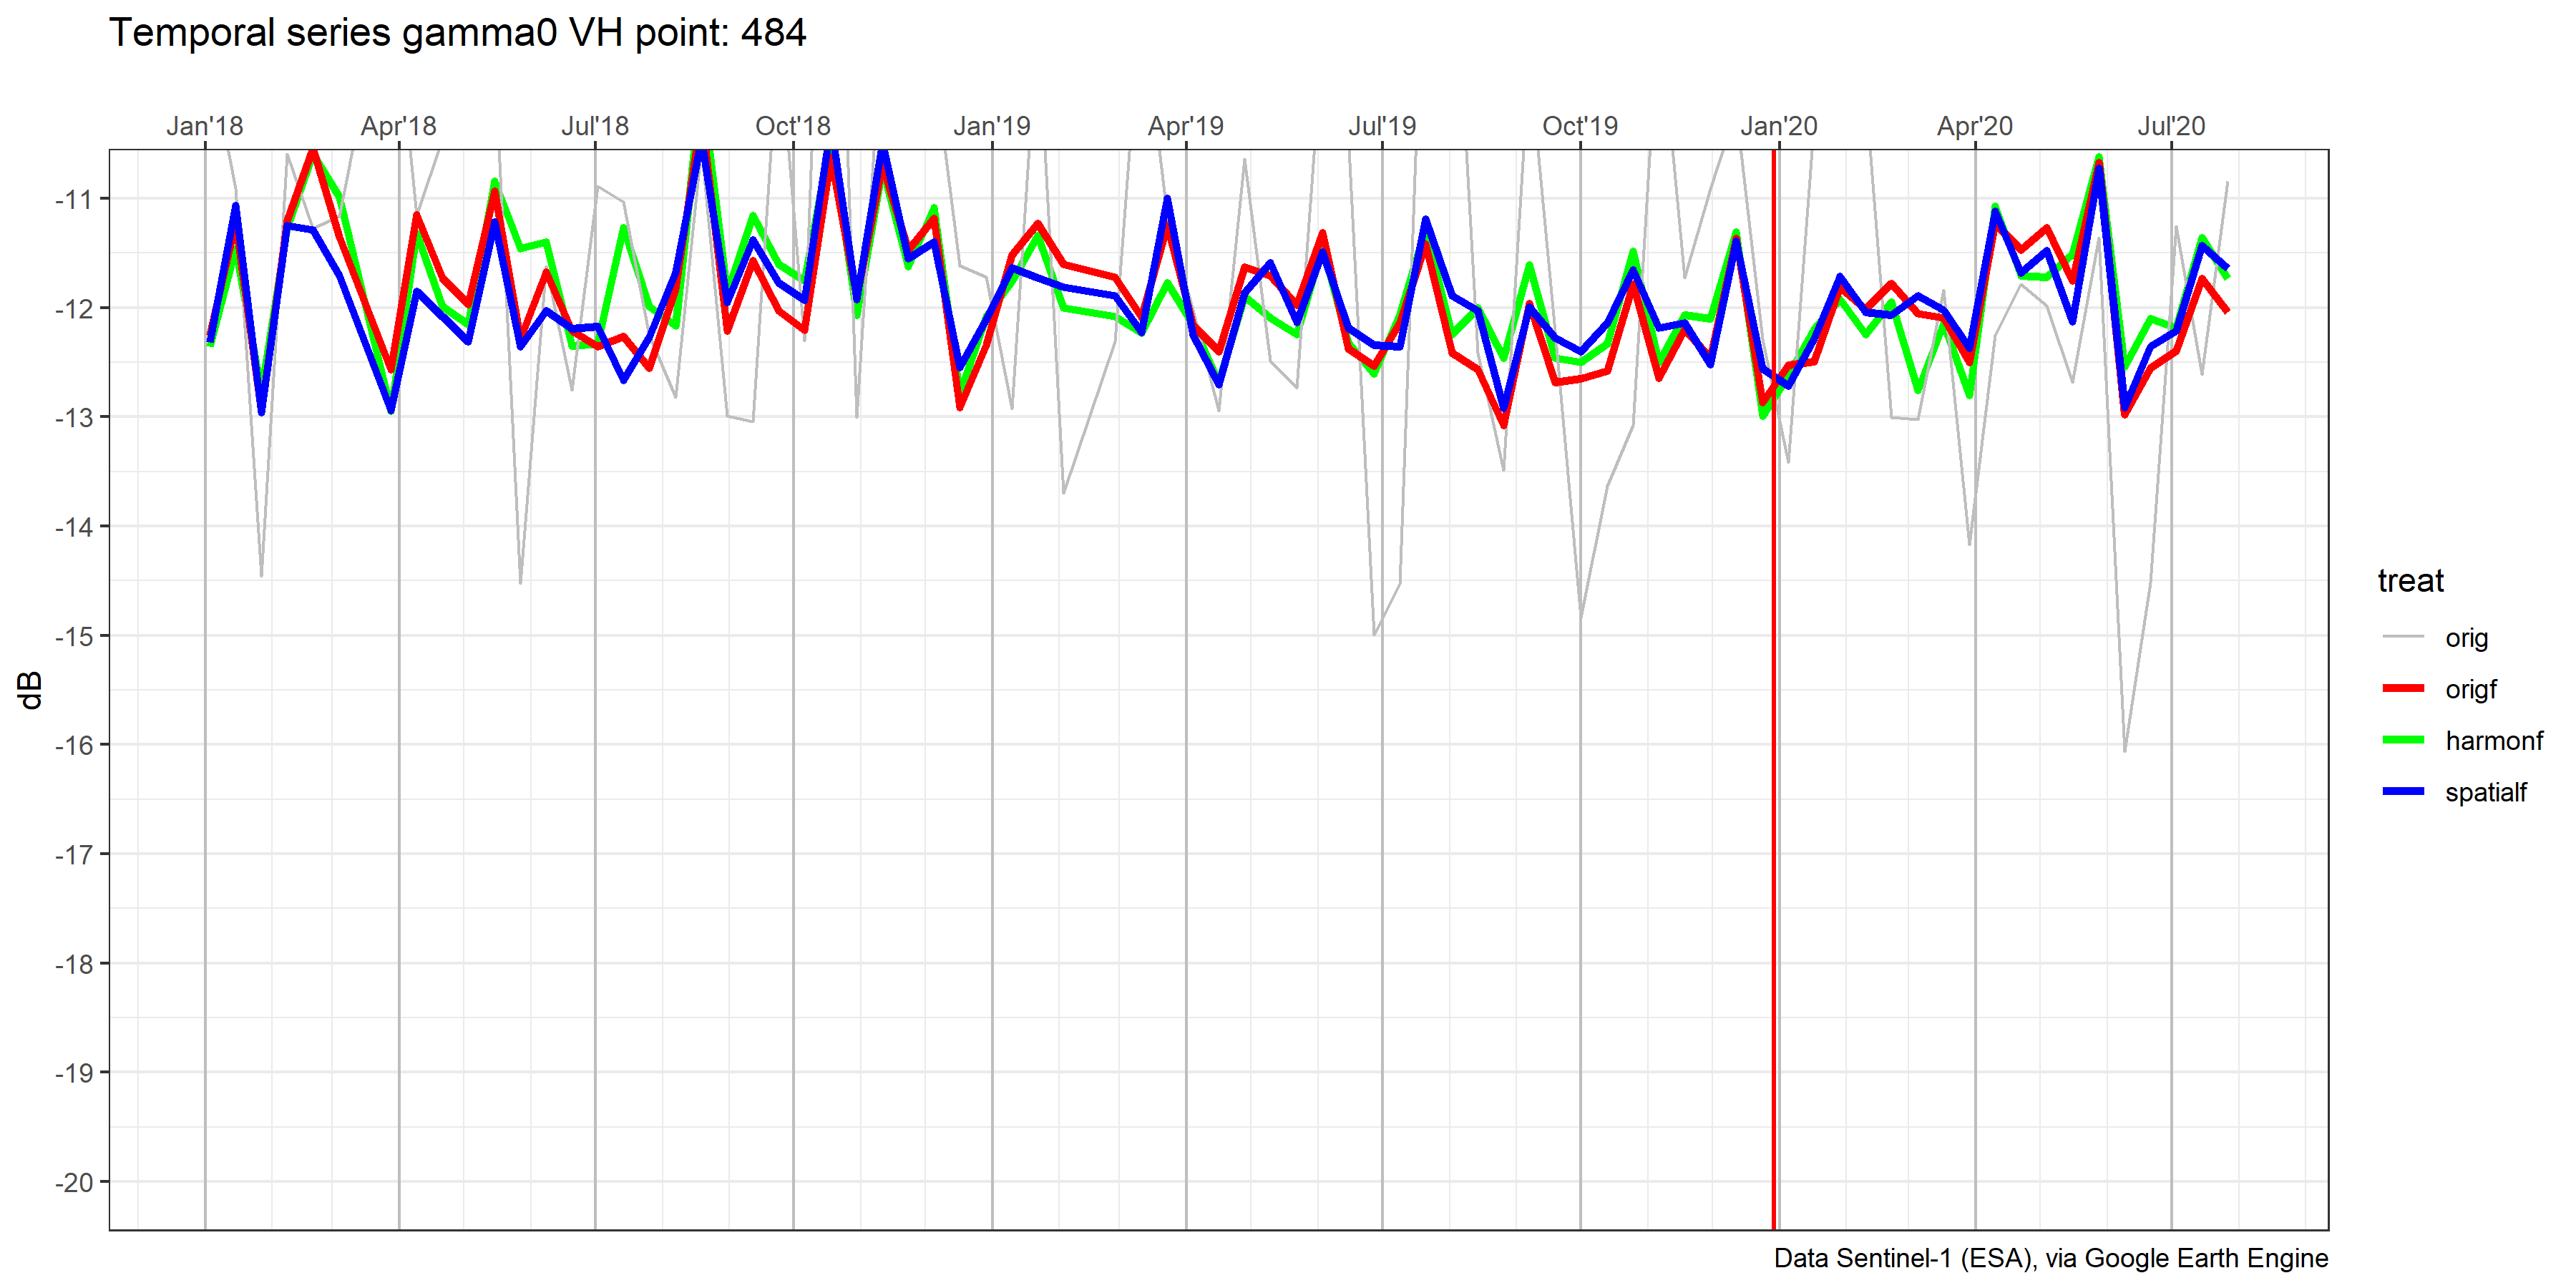 Temporal series gamma0 VH point: 484
Jan'18 Apr'18 Jul'18 Oct'18 Jan'19 Apr'19 Jul'19 Oct'19 Jan'20 Apr'20 Jul'20
-11
-12
-13
-14
-15
-16
-17
-18
-19
-20
dB
treat
orig
origf
harmonf
spatialf
Data Sentinel-1 (ESA), via Google Earth Engine